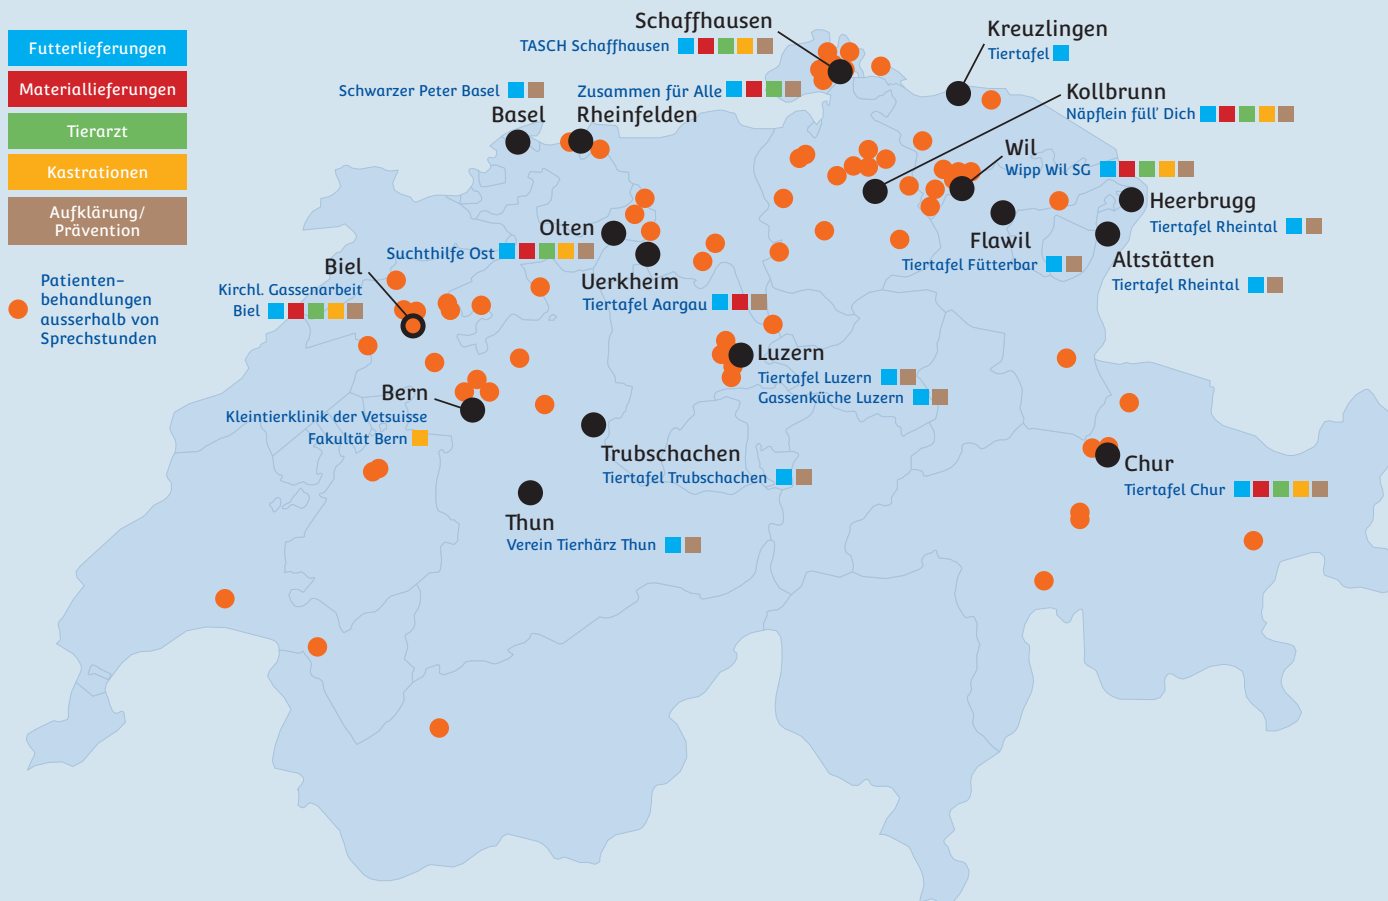 Futterlieferungen
Materiallieferungen
Tierarzt
Kastrationen
Aufklärung/
Prävention
Patienten-
behandlungen
ausserhalb von
Sprechstunden
Schaffhausen
TASCH Schaffhausen
Kreuzlingen
Tiertafel
Schwarzer Peter Basel
Basel
Zusammen für Alle
Rheinfelden
Kollbrunn
Näpflein füll' Dich
Wil
Wipp Wil SG
Heerbrugg
Tiertafel Rheintal
Flawil
Tiertafel Fütterbar
Altstätten
Tiertafel Rheintal
Olten
Suchthilfe Ost
Uerkheim
Tiertafel Aargau
Biel
Kirchl. Gassenarbeit
Biel
Luzern
Tiertafel Luzern
Gassenküche Luzern
Bern
Kleintierklinik der Vetsuisse
Fakultät Bern
Trubschachen
Tiertafel Trubschachen
Chur
Tiertafel Chur
Thun
Verein Tierhärz Thun